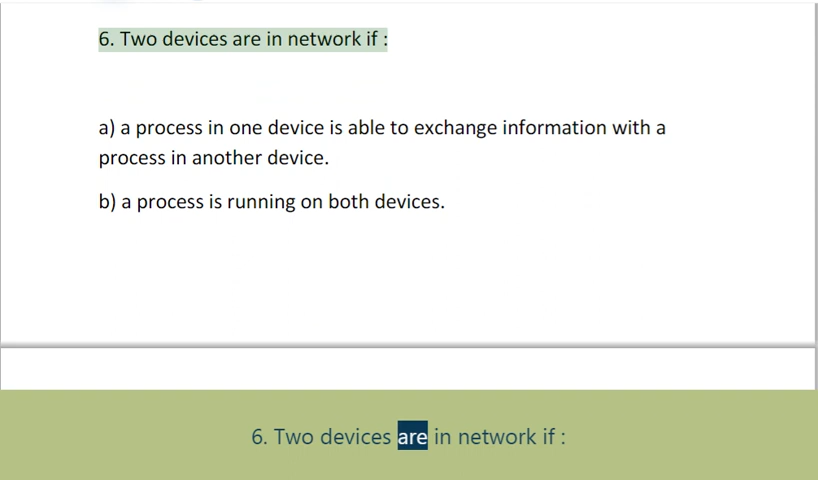 6. Two devices are in network if :
a) a process in one device is able to exchange information with a
process in another device.
b) a process is running on both devices.
6. Two devices are in network if :